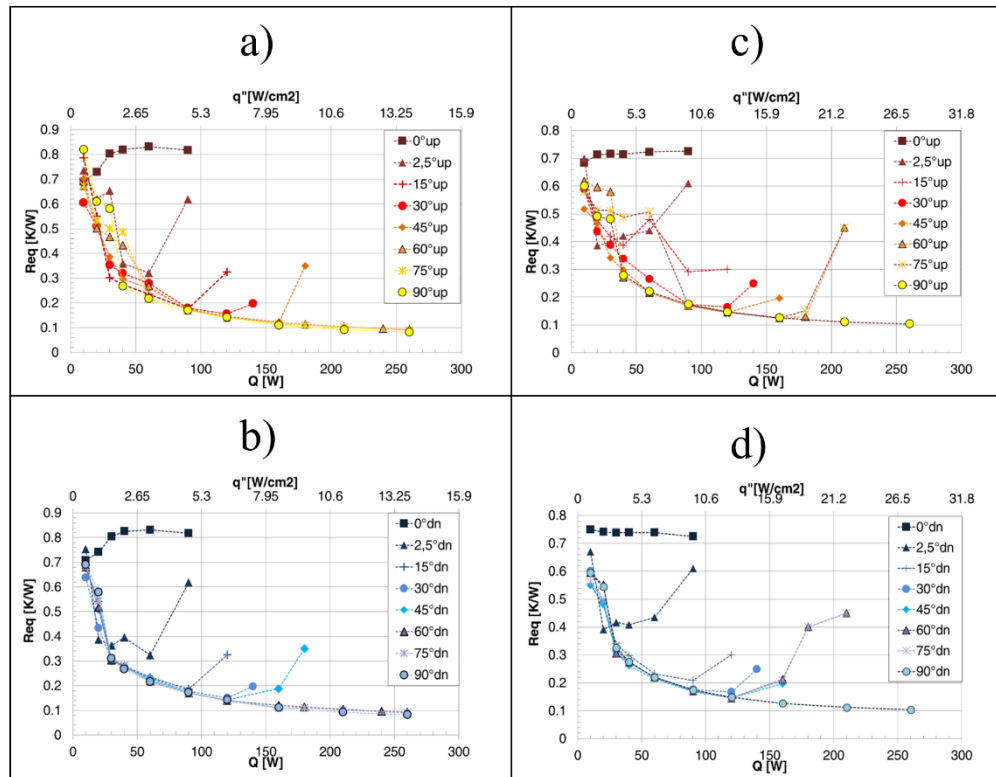 a)
q"[W/cm2]
0 2.65 5.3 7.95 10.6 13.25 15.9
0.9
0.8
0.7
0.6
0.5
0.4
0.3
0.2
0.1
0
Req [K/W]
0°up
2,5°up
15°up
30°up
45°up
60°up
75°up
90°up
0 50 100 150 200 250 300
Q [W]
c)
q"[W/cm2]
0 5.3 10.6 15.9 21.2 26.5 31.8
0.8
0.7
0.6
0.5
0.4
0.3
0.2
0.1
0
Req [K/W]
0°up
2,5°up
15°up
30°up
45°up
60°up
75°up
90°up
0 50 100 150 200 250 300
Q [W]
b)
q"[W/cm2]
0 2.65 5.3 7.95 10.6 13.25 15.9
0.9
0.8
0.7
0.6
0.5
0.4
0.3
0.2
0.1
0
Req [K/W]
0°dn
2,5°dn
15°dn
30°dn
45°dn
60°dn
75°dn
90°dn
0 50 100 150 200 250 300
Q [W]
d)
q"[W/cm2]
0 5.3 10.6 15.9 21.2 26.5 31.8
0.9
0.8
0.7
0.6
0.5
0.4
0.3
0.2
0.1
0
Req [K/W]
0°dn
2,5°dn
15°dn
30°dn
45°dn
60°dn
75°dn
90°dn
0 50 100 150 200 250 300
Q [W]